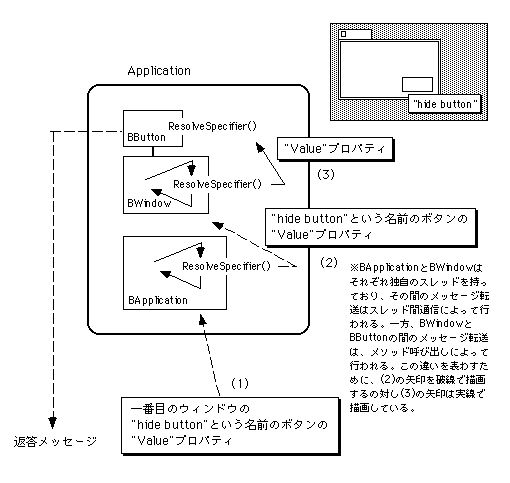 Application
"hide button"
BButton
ResolveSpecifier()
"Value"プロパティ
(3)
ResolveSpecifier()
BWindow
"hide button"という名前のボタンの
"Value"プロパティ
(2)
ResolveSpecifier()
BApplication
※BApplicationとBWindowは
それぞれ独自のスレッドを持っ
ており、その間のメッセージ転
送はスレッド間通信によって行
われる。一方、BWindowと
BButtonの間のメッセージ転送
は、メソッド呼び出しによって
行われる。この違いを表わすた
めに、(2)の矢印を破線で描画
するの対し(3)の矢印は実線で
描画している。
(1)
一番目のウィンドウの
"hide button"という名前のボタンの
"Value"プロパティ
返答メッセージ